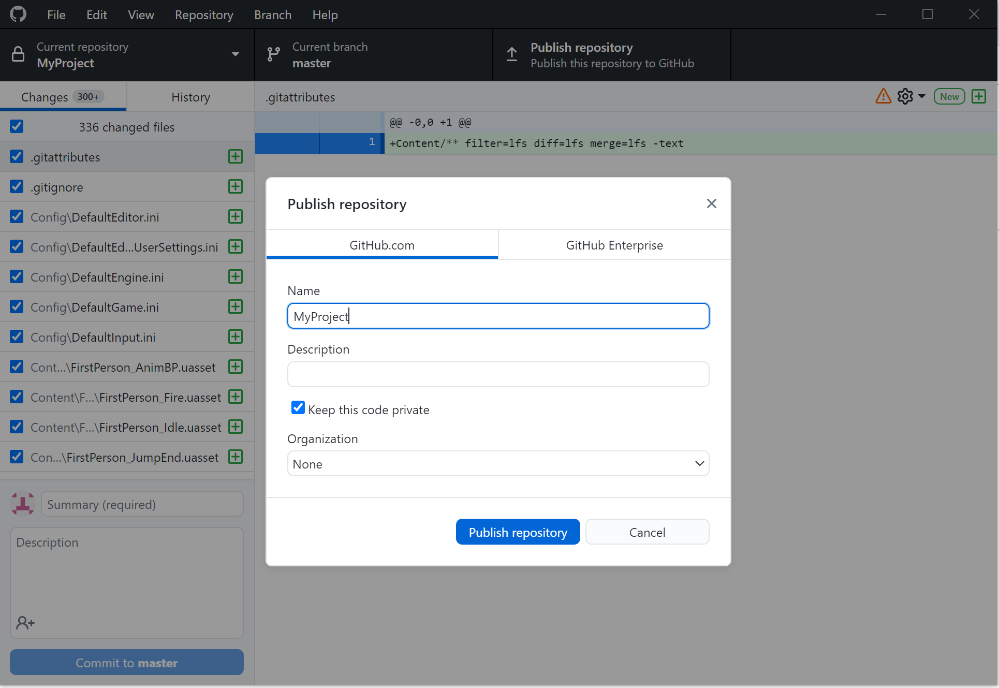 File Edit View Repository Branch Help
Current repository
MyProject
Current branch
master
Publish repository
Publish this repository to GitHub
Changes 300+
History
.gitattributes
New
336 changed files
@@ -0,0 +1 @@
1 +Content/** filter=lfs diff=lfs merge=lfs -text
.gitattributes
.gitignore
Config\DefaultEditor.ini
Config\DefaultEd...UserSettings.ini
Config\DefaultEngine.ini
Config\DefaultGame.ini
Config\DefaultInput.ini
Cont...\FirstPerson_AnimBP.uasset
Content\F...\FirstPerson_Fire.uasset
Content\F...\FirstPerson_Idle.uasset
Con...\FirstPerson_JumpEnd.uasset
Summary (required)
Description
Commit to master
Publish repository
GitHub.com
GitHub Enterprise
Name
MyProject
Description
Keep this code private
Organization
None
Publish repository
Cancel